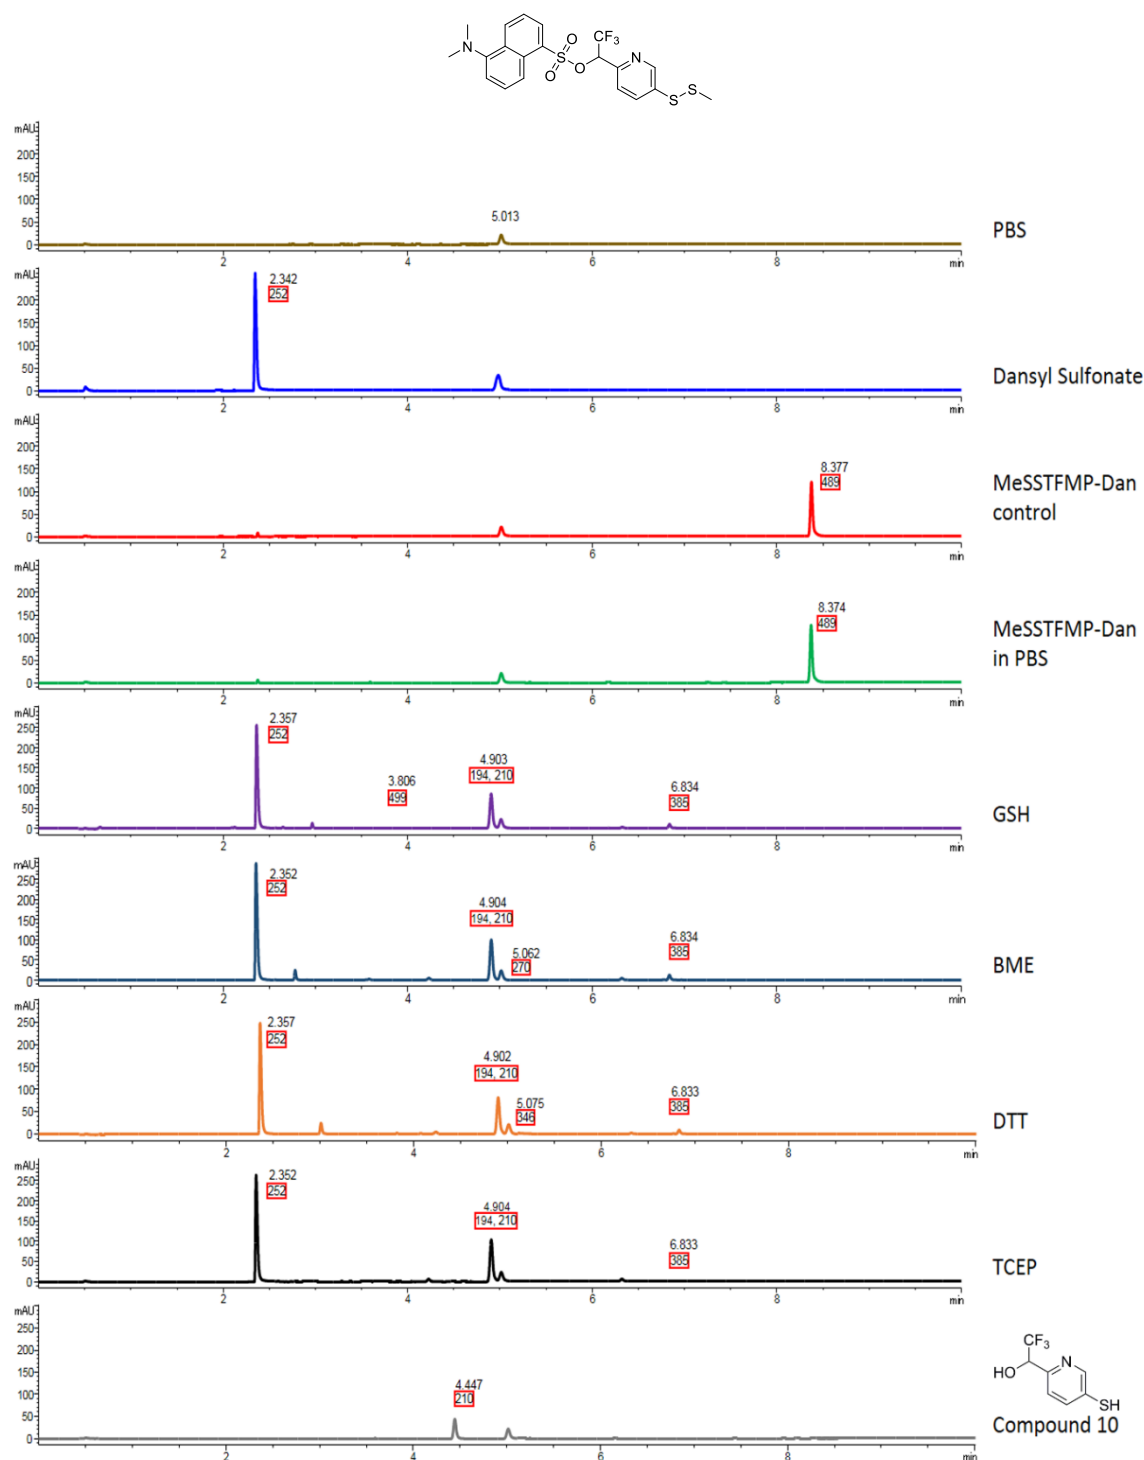 CF3
N
O
S
O
O
N
S
S
mAU
200
150
100
50
0
5.013
2 4 6 8 min
PBS
mAU
200
150
100
50
0
2.342
252
2 4 6 8 min
Dansyl Sulfonate
mAU
200
150
100
50
0
8.377
489
2 4 6 8 min
MeSSTFMP-Dan
control
mAU
200
150
100
50
0
8.374
489
2 4 6 8 min
MeSSTFMP-Dan
in PBS
mAU
250
200
150
100
50
0
2.357
252
3.806
499
4.903
194, 210
6.834
385
2 4 6 8 min
GSH
mAU
250
200
150
100
50
0
2.352
252
4.904
194, 210
5.062
270
6.834
385
2 4 6 8 min
BME
mAU
250
200
150
100
50
0
2.357
252
4.902
194, 210
5.075
346
6.833
385
2 4 6 8 min
DTT
mAU
250
200
150
100
50
0
2.352
252
4.904
194, 210
6.833
385
2 4 6 8 min
TCEP
mAU
250
200
150
100
50
0
4.447
210
2 4 6 8 min
CF3
HO
N
SH
Compound 10